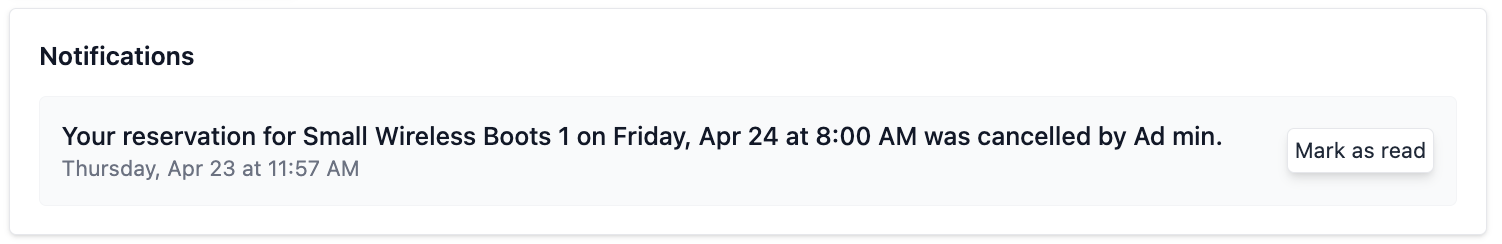 Notifications
Your reservation for Small Wireless Boots 1 on Friday, Apr 24 at 8:00 AM was cancelled by Ad min.
Thursday, Apr 23 at 11:57 AM
Mark as read